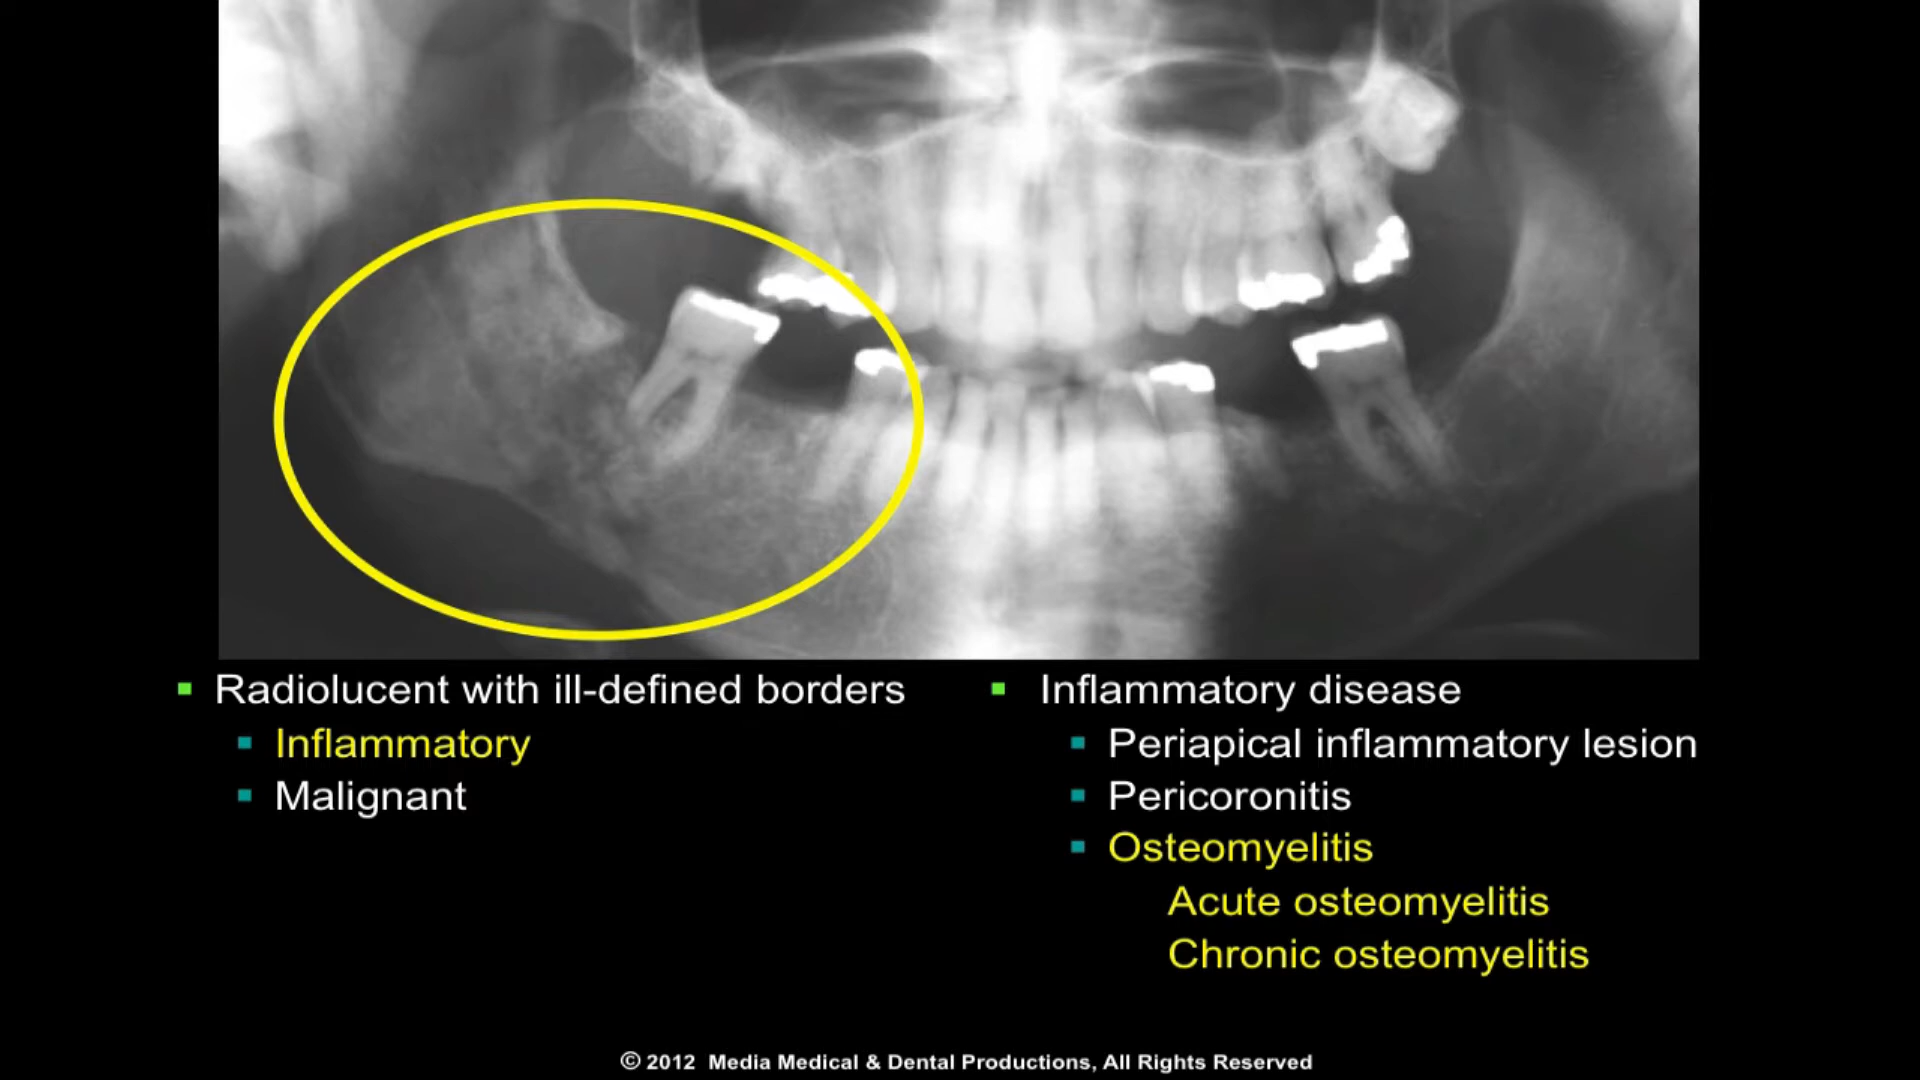 Radiolucent with ill-defined borders
Inflammatory
Malignant
Inflammatory disease
Periapical inflammatory lesion
Pericoronitis
Osteomyelitis
Acute osteomyelitis
Chronic osteomyelitis
© 2012 Media Medical & Dental Productions, All Rights Reserved